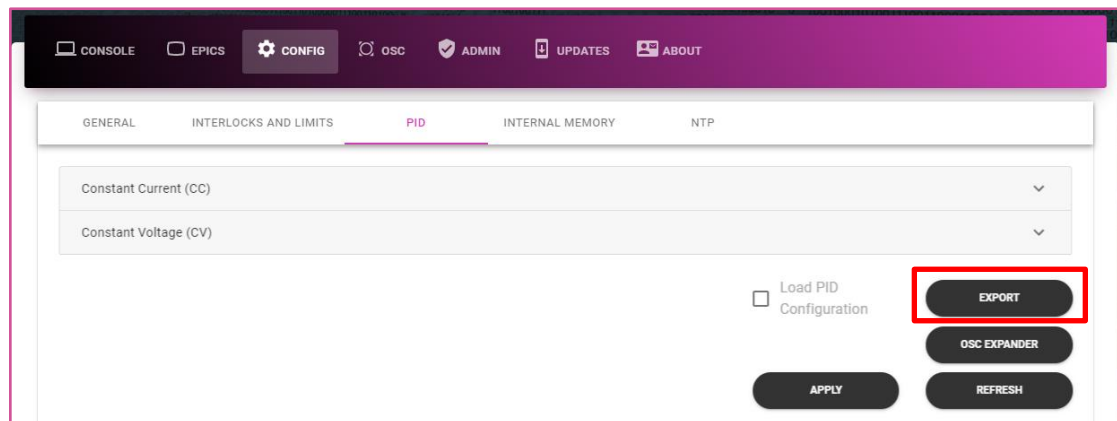 CONSOLE EPICS CONFIG OSC ADMIN UPDATES ABOUT
GENERAL INTERLOCKS AND LIMITS PID INTERNAL MEMORY NTP
Constant Current (CC)
Constant Voltage (CV)
Load PID
Configuration
EXPORT
OSC EXPANDER
APPLY REFRESH